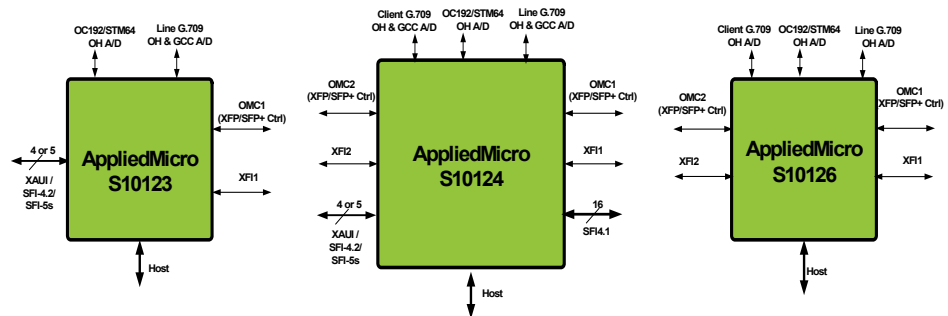 OC192/STM64
OH A/D
Line G.709
OH & GCC A/D
OMC1
(XFP/SFP+ Ctrl)
4 or 5
AppliedMicro
S10123
XAUI /
SFI-4.2/
SFI-5s
XFI1
Host
Client G.709
OH & GCC A/D
OC192/STM64
OH A/D
Line G.709
OH & GCC A/D
OMC2
(XFP/SFP+ Ctrl)
OMC1
(XFP/SFP+ Ctrl)
XFI2
AppliedMicro
S10124
XFI1
4 or 5
XAUI /
SFI-4.2/
SFI-5s
16
SFI4.1
Host
Client G.709
OH A/D
OC192/STM64
OH A/D
Line G.709
OH A/D
OMC2
(XFP/SFP+ Ctrl)
OMC1
(XFP/SFP+ Ctrl)
XFI2
AppliedMicro
S10126
XFI1
Host